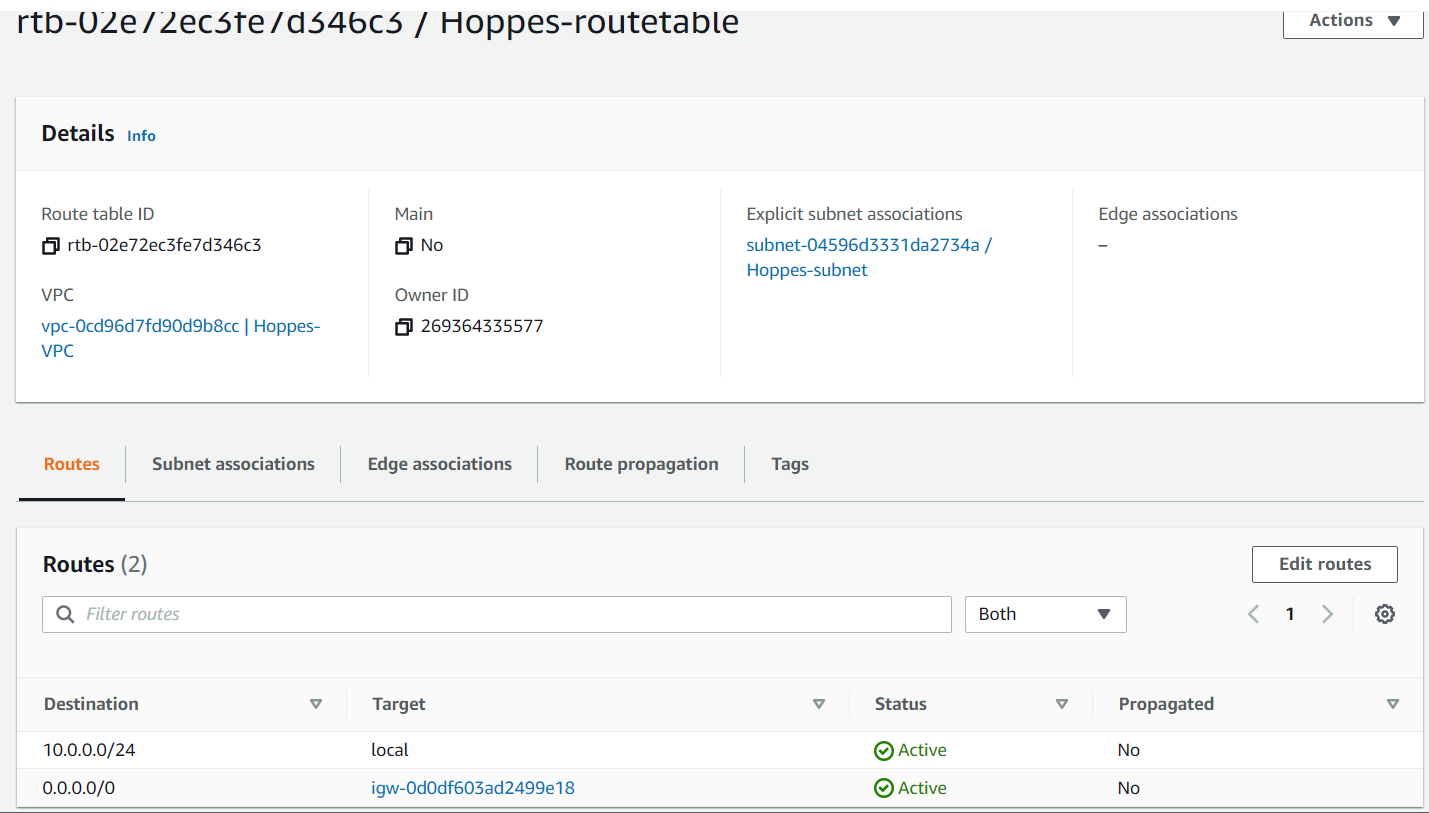 rtb-02e72ec3fe7d346c3 / Hoppes-routetable
Actions
Details Info
Route table ID
rtb-02e72ec3fe7d346c3
Main
No
Explicit subnet associations
subnet-04596d3331da2734a /
Hoppes-subnet
Edge associations
–
VPC
vpc-0cd96d7fd90d9b8cc | Hoppes-
VPC
Owner ID
269364335577
Routes
Subnet associations
Edge associations
Route propagation
Tags
Routes (2)
Edit routes
Filter routes
Both
1
Destination Target Status Propagated
10.0.0.0/24 local Active No
0.0.0.0/0 igw-0d0df603ad2499e18 Active No